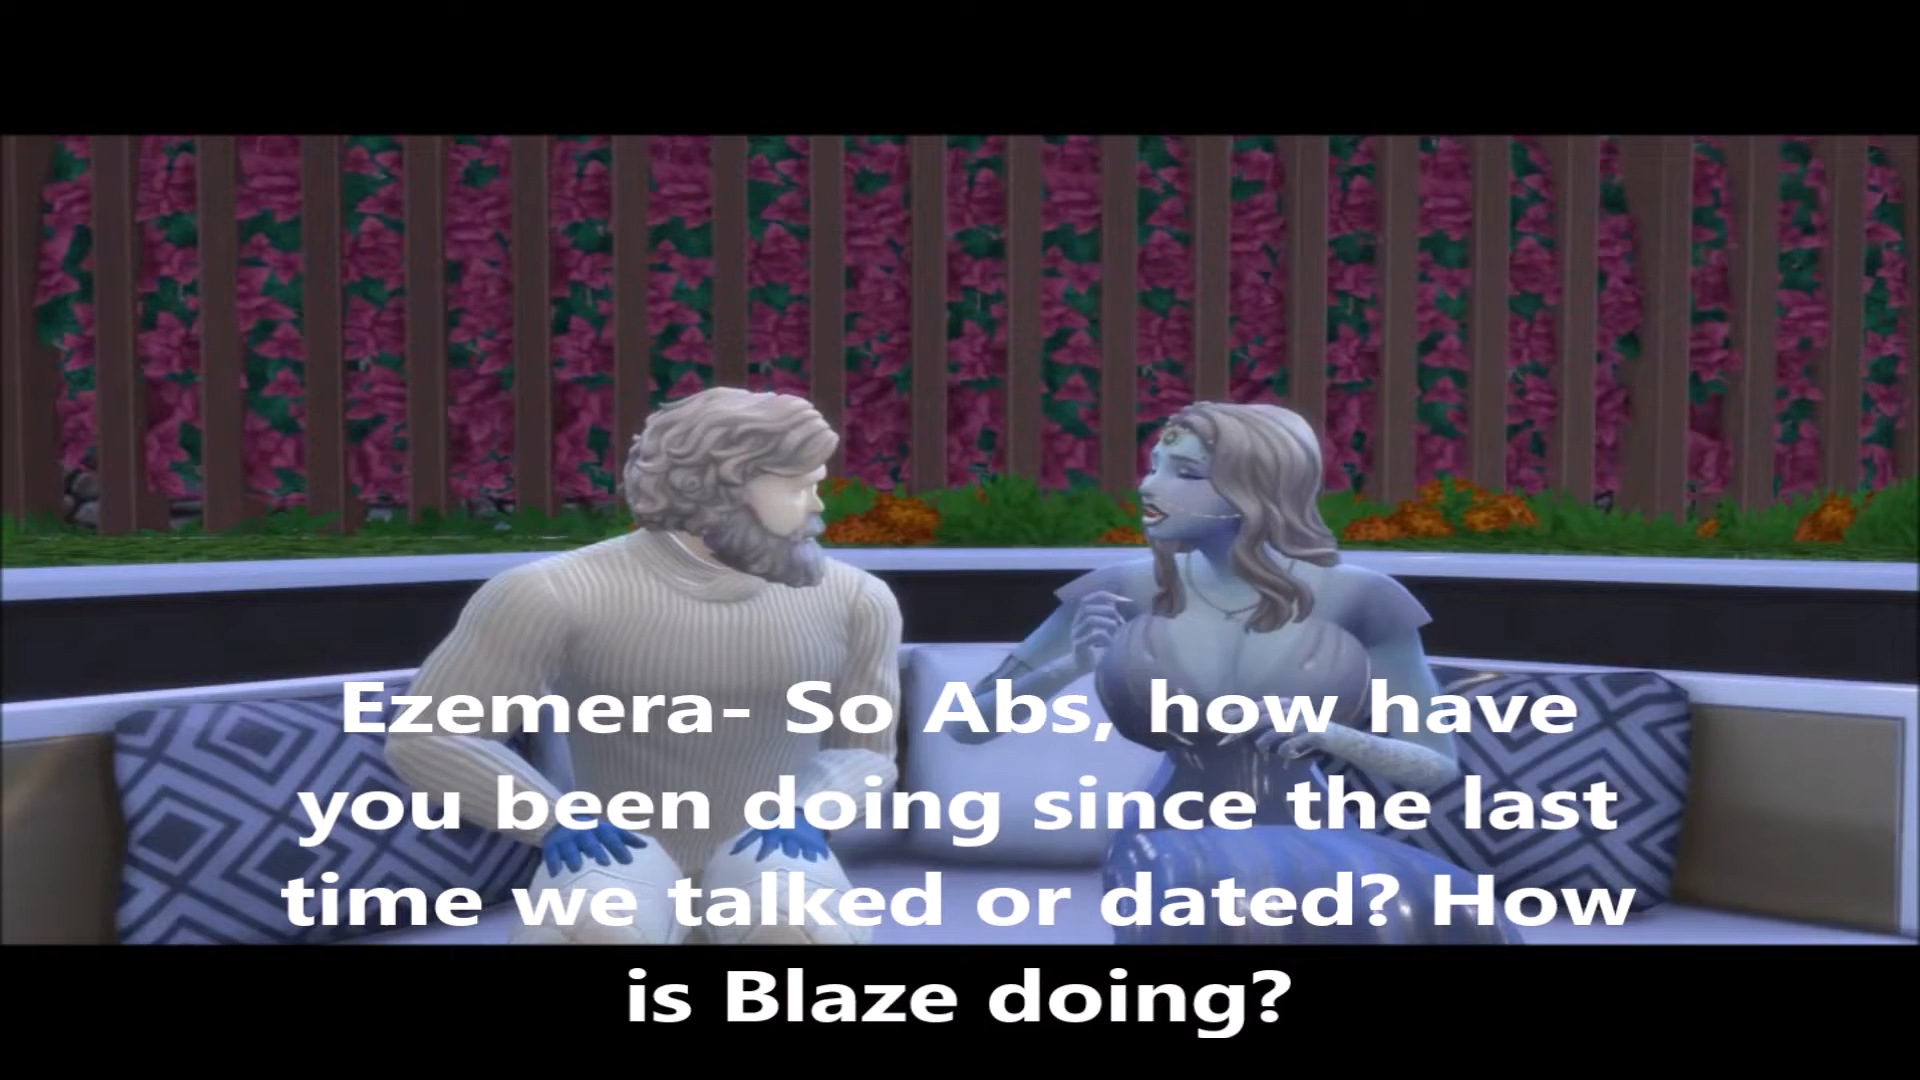 Ezemera- So Abs, how have
you been doing since the last
time we talked or dated? How
is Blaze doing?